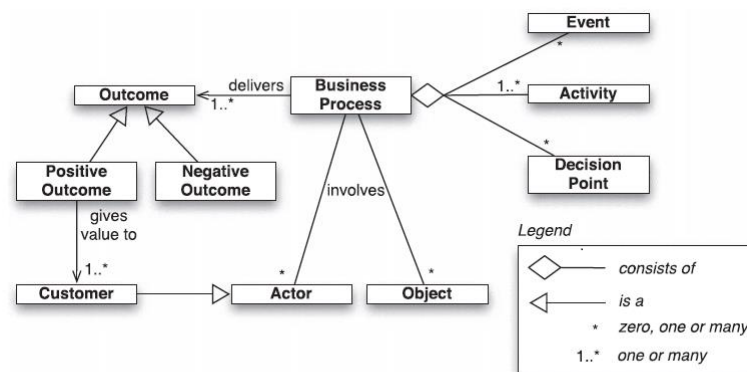 Event
*
delivers
Business
Process
1..*
Activity
Outcome
1..*
*
Decision
Point
Positive
Outcome
Negative
Outcome
involves
gives
value to
1..*
*
*
Customer
Actor
Object
Legend
consists of
is a
* zero, one or many
1..* one or many